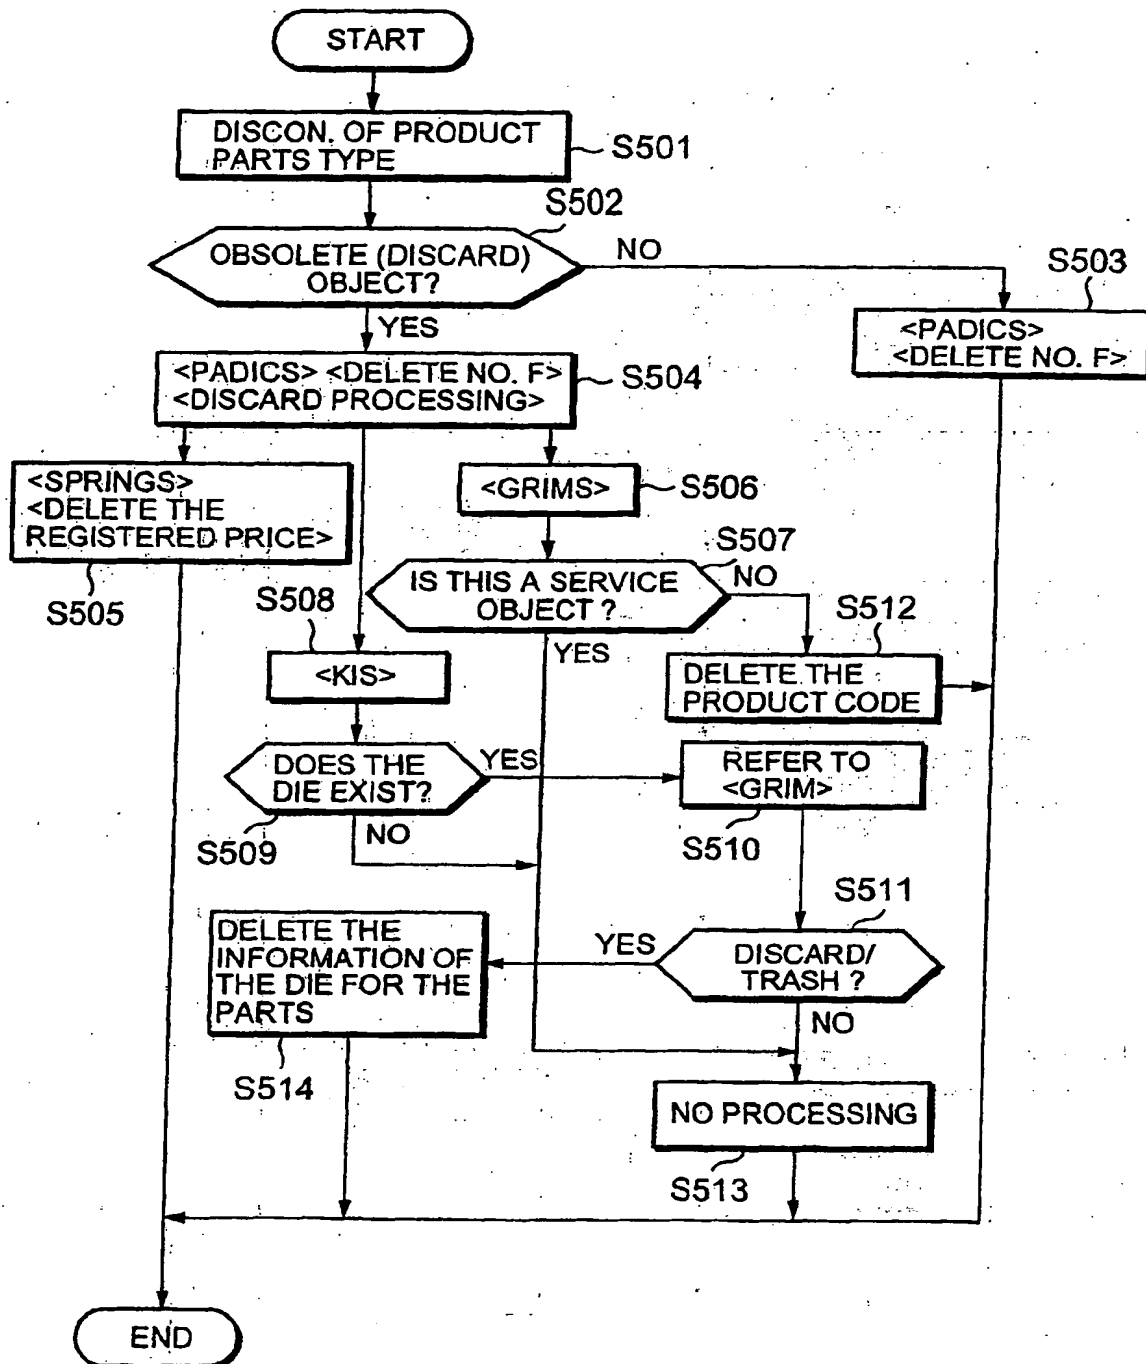 START
DISCON. OF PRODUCT
PARTS TYPE
S501
S502
OBSOLETE (DISCARD)
OBJECT?
NO
S503
<PADICS>
<DELETE NO. F>
YES
<PADICS> <DELETE NO. F>
<DISCARD PROCESSING>
S504
<SPRINGS>
<DELETE THE
REGISTERED PRICE>
S505
<GRIMS>
S506
S507
IS THIS A SERVICE
OBJECT ?
NO
YES
S508
<KIS>
S512
DELETE THE
PRODUCT CODE
DOES THE
DIE EXIST?
YES
S509
NO
REFER TO
<GRIM>
S510
S511
DISCARD/
TRASH ?
YES
NO
DELETE THE
INFORMATION OF
THE DIE FOR THE
PARTS
S514
NO PROCESSING
S513
END